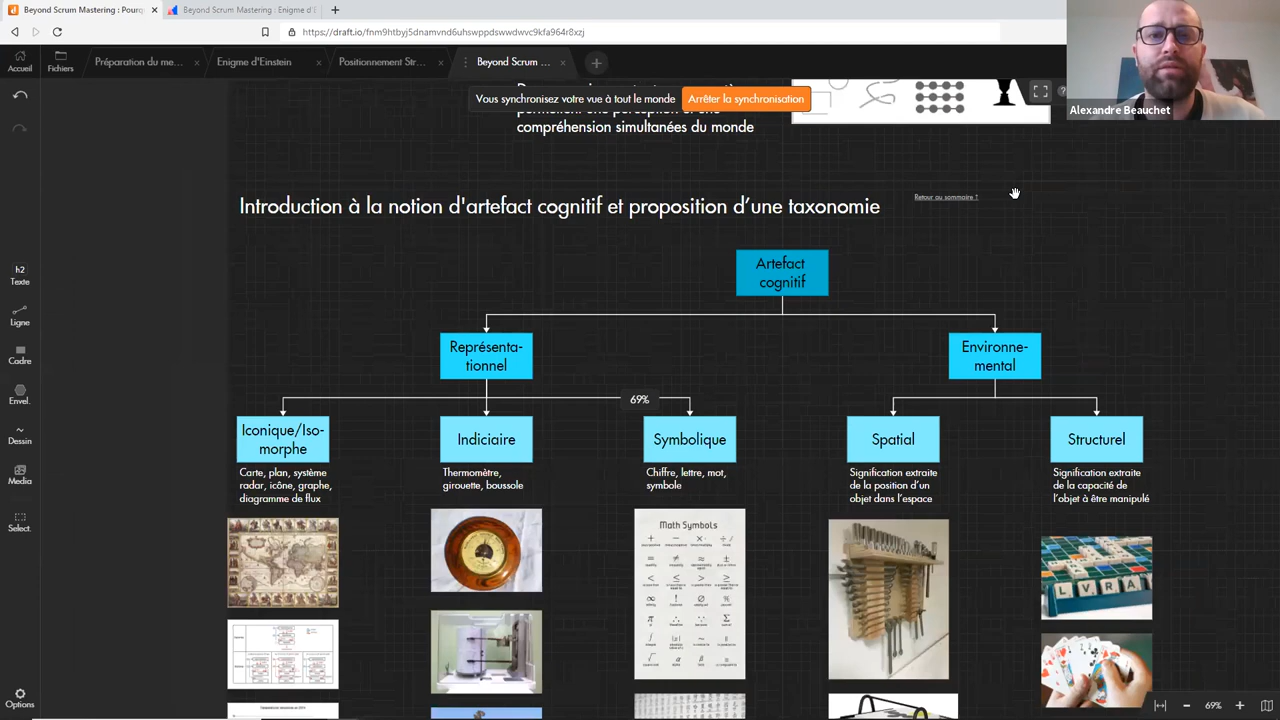 Beyond Scrum Mastering : Pourqu
Beyond Scrum Mastering : Enigme d'E
https://draft.io/fnm9htbyj5dnamvnd6uhswppdswwdwvc9kfa964r8xzj
Accueil
Fichiers
Préparation du me...
Enigme d'Einstein
Positionnement Str...
Beyond Scrum ...
Vous synchronisez votre vue à tout le monde
Arrêter la synchronisation
Alexandre Beauchet
compréhension simultanées du monde
Introduction à la notion d'artefact cognitif et proposition d'une taxonomie
Retour au sommaire ↑
h2
Texte
Ligne
Cadre
Envel.
Dessin
Media
Select.
Options
Artefact
cognitif
Représenta-
tionnel
Environne-
mental
69%
Iconique/Iso-
morphe
Indiciaire
Symbolique
Spatial
Structurel
Carte, plan, système
radar, icône, graphe,
diagramme de flux
Thermomètre,
girouette, boussole
Chiffre, lettre, mot,
symbole
Signification extraite
de la position d'un
objet dans l'espace
Signification extraite
de la capacité de
l'objet à être manipulé
Math Symbols
L V R A
69%